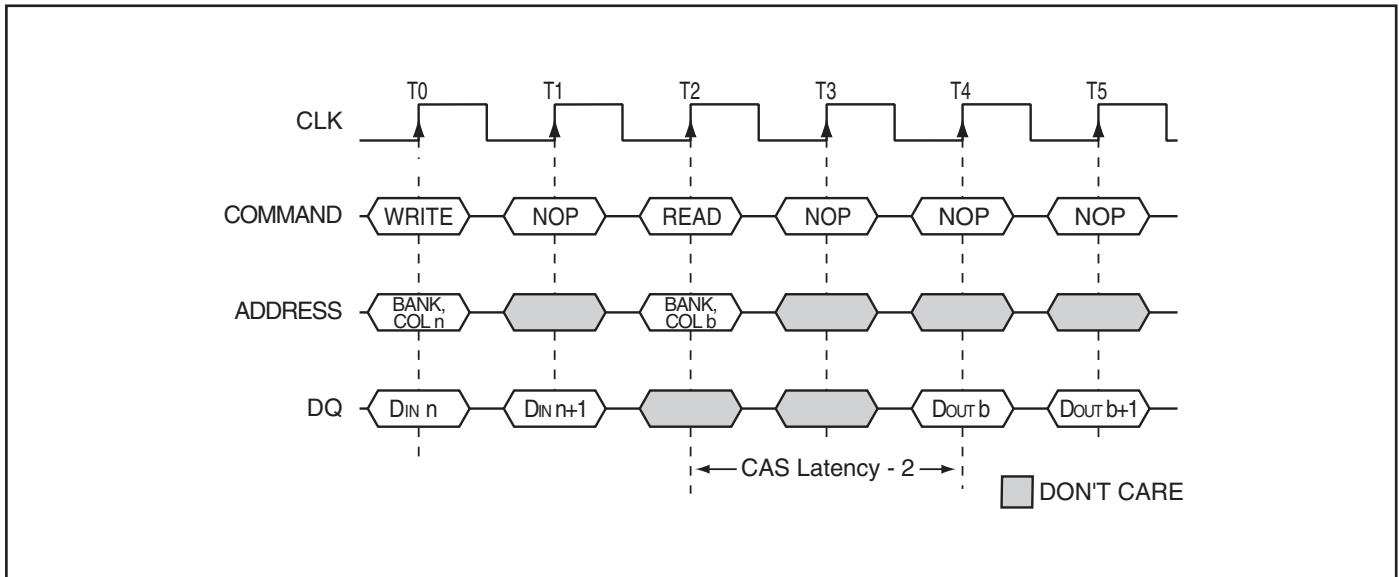 T0 T1 T2 T3 T4 T5
CLK
COMMAND WRITE NOP READ NOP NOP NOP
ADDRESS BANK, COL n BANK, COL b
DQ DIN n DIN n+1 DOUT b DOUT b+1
CAS Latency - 2
DON'T CARE